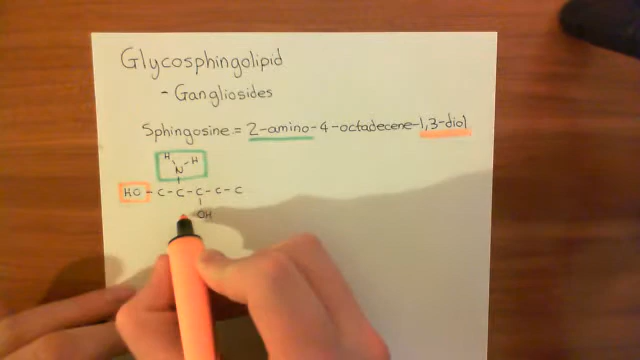 Glycosphingolipid
- Gangliosides
Sphingosine = 2-amino-4-octadecene-1,3-diol
H
N-H
HO-C-C-C-C-C
OH